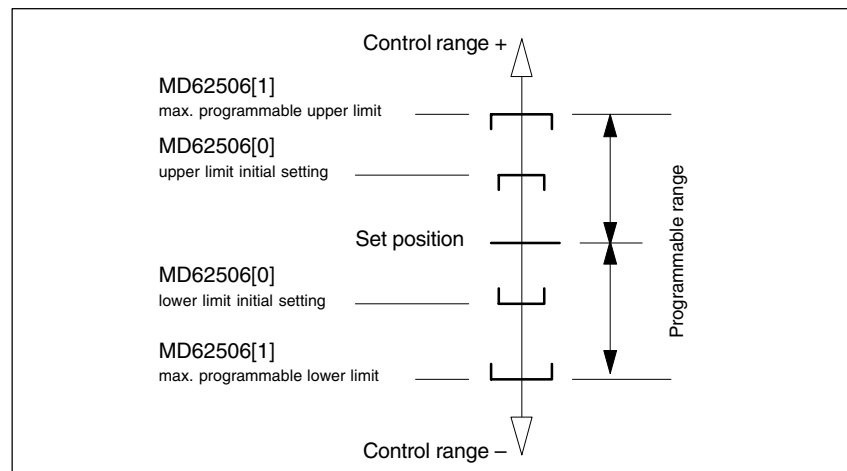 Control range +
MD62506[1]
max. programmable upper limit
MD62506[0]
upper limit initial setting
Set position
MD62506[0]
lower limit initial setting
MD62506[1]
max. programmable lower limit
Control range –
Programmable range